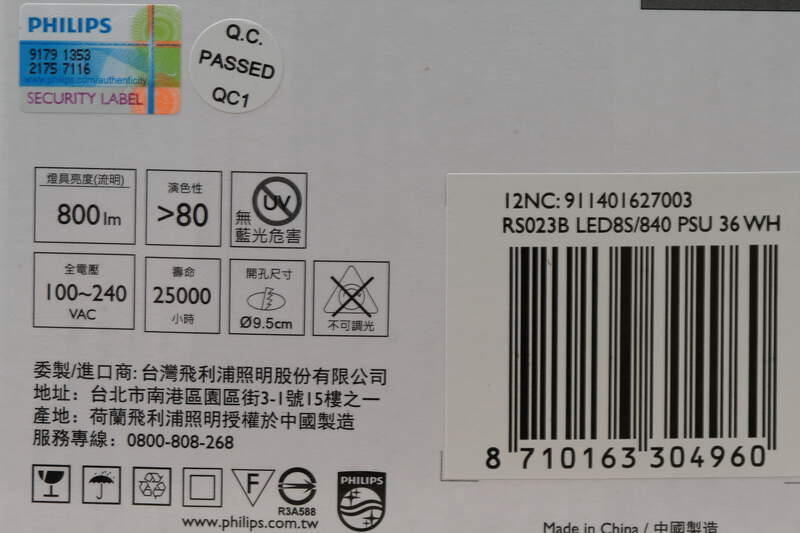 PHILIPS
9179 1353
2175 7116
www.philips.com/authenticity
SECURITY LABEL
Q.C.
PASSED
QC1
燈具亮度(流明)
800 lm
演色性
>80
UV
無
藍光危害
全電壓
100~240
VAC
壽命
25000
小時
開孔尺寸
Ø9.5cm
不可調光
委製/進口商: 台灣飛利浦照明股份有限公司
地址: 台北市南港區園區街3-1號15樓之一
產地: 荷蘭飛利浦照明授權於中國製造
服務專線: 0800-808-268
F
R3A588
PHILIPS
www.philips.com.tw
12NC: 911401627003
RS023B LED8S/840 PSU 36 WH
8 710163 304960
Made in China / 中國製造